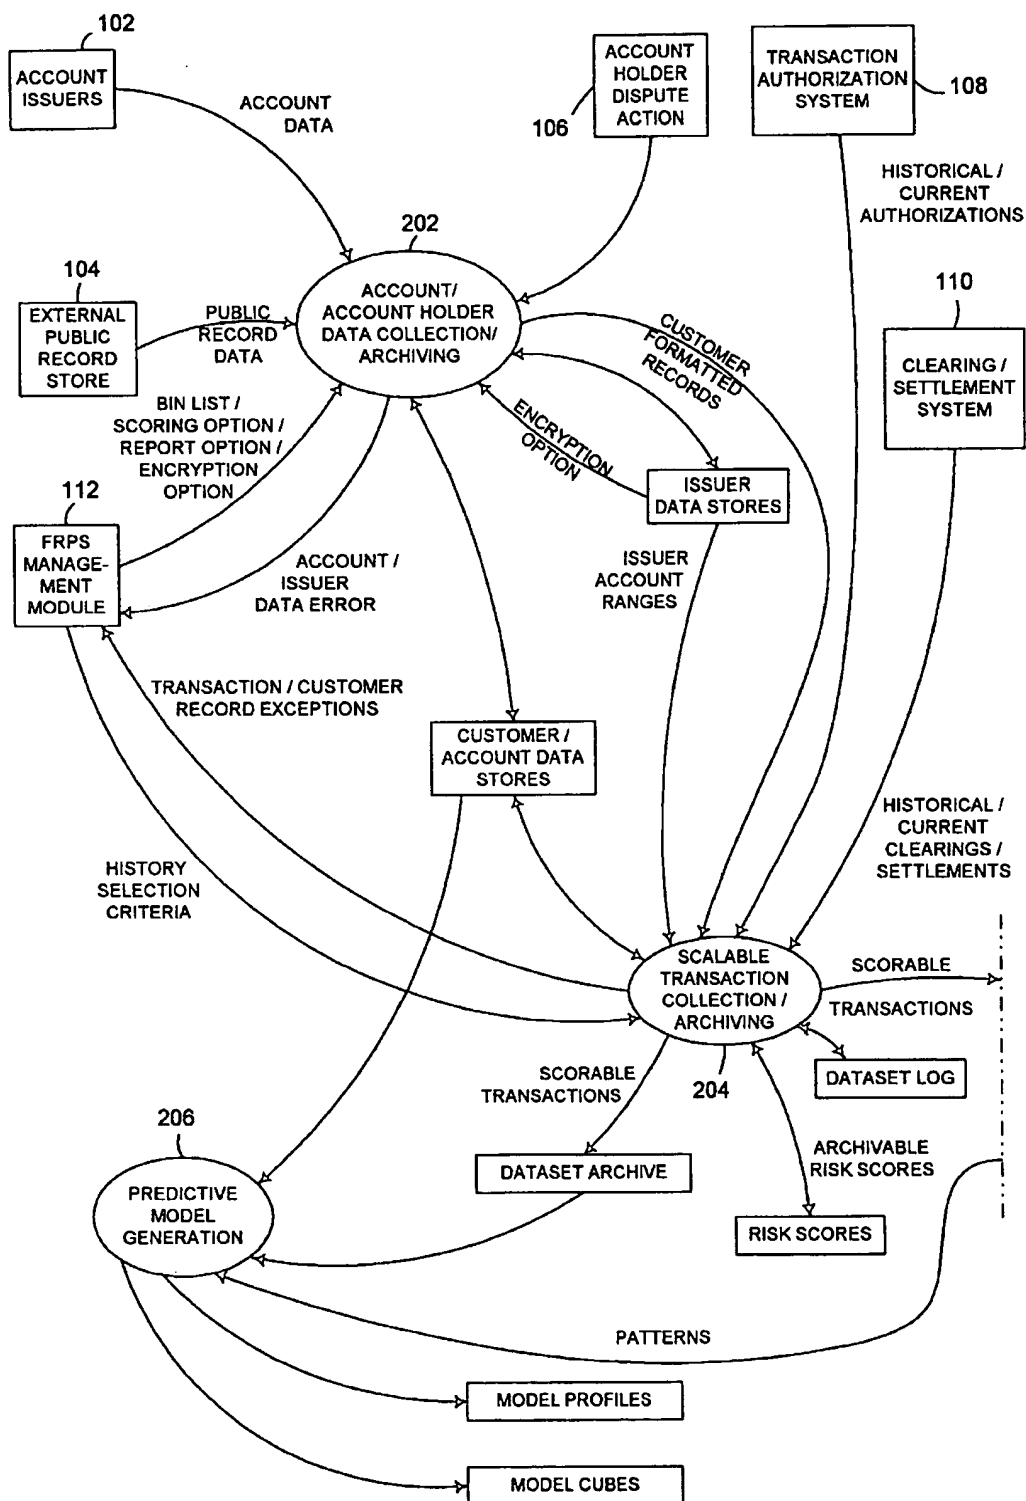 102
ACCOUNT
ISSUERS
ACCOUNT
DATA
ACCOUNT
HOLDER
DISPUTE
ACTION
106
TRANSACTION
AUTHORIZATION
SYSTEM
108
HISTORICAL /
CURRENT
AUTHORIZATIONS
202
ACCOUNT/
ACCOUNT HOLDER
DATA COLLECTION/
ARCHIVING
104
EXTERNAL
PUBLIC
RECORD
STORE
PUBLIC
RECORD
DATA
110
CLEARING /
SETTLEMENT
SYSTEM
CUSTOMER
FORMATTED
RECORDS
ENCRYPTION
OPTION
BIN LIST /
SCORING OPTION /
REPORT OPTION /
ENCRYPTION
OPTION
ISSUER
DATA STORES
112
FRPS
MANAGE-
MENT
MODULE
ACCOUNT /
ISSUER
DATA ERROR
ISSUER
ACCOUNT
RANGES
TRANSACTION / CUSTOMER
RECORD EXCEPTIONS
CUSTOMER /
ACCOUNT DATA
STORES
HISTORICAL /
CURRENT
CLEARINGS /
SETTLEMENTS
HISTORY
SELECTION
CRITERIA
SCALABLE
TRANSACTION
COLLECTION /
ARCHIVING
SCORABLE
TRANSACTIONS
204
DATASET LOG
SCORABLE
TRANSACTIONS
206
PREDICTIVE
MODEL
GENERATION
DATASET ARCHIVE
ARCHIVABLE
RISK SCORES
RISK SCORES
PATTERNS
MODEL PROFILES
MODEL CUBES